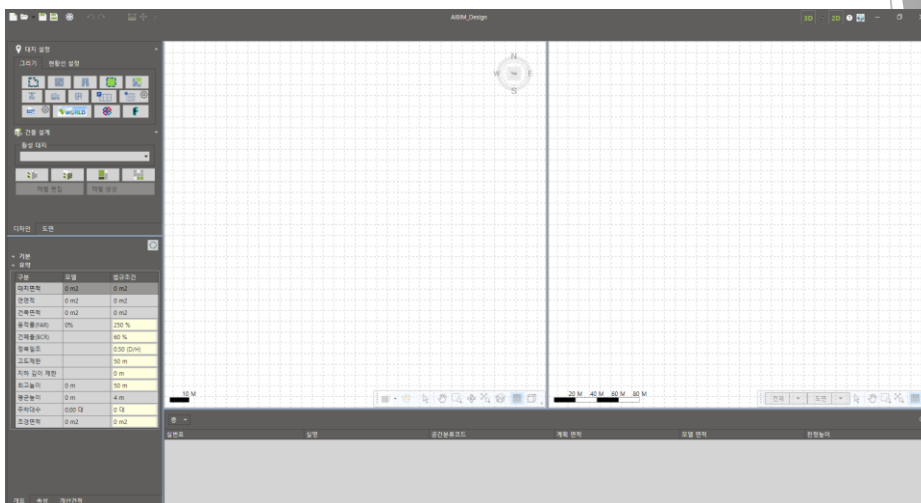 AIBIM_Design
3D
2D
대지 설정
그리기 현황선 설정
WORLD
F
건물 설계
활성 대지
디자인 도면
기본
요약
구분 모델 법규조건
대지면적 0 m2 0 m2
연면적 0 m2 0 m2
건축면적 0 m2 0 m2
용적률(FAR) 0% 250 %
건폐율(BCR) 60 %
정북일조 0.50 (D/H)
고도제한 50 m
지하 깊이 제한 0 m
최고높이 0 m 50 m
평균높이 0 m 4 m
주차대수 0.00 대 0 대
조경면적 0 m2 0 m2
개요 속성
N
W E
S
10 M
20 M 40 M 60 M 80 M
전체 도면
층
실번호 실명 공간분류코드 계획 면적 모델 면적 천정높이